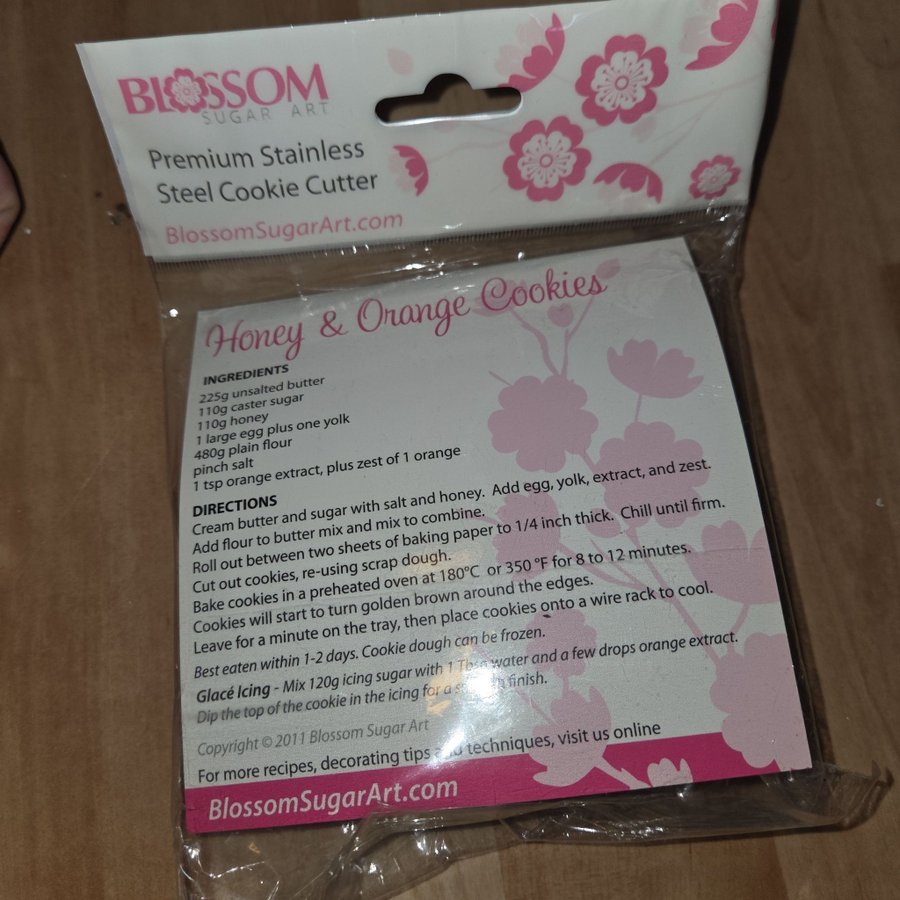 BLOSSOM
SUGAR ART
Premium Stainless
Steel Cookie Cutter
BlossomSugarArt.com
Honey & Orange Cookies
INGREDIENTS
225g unsalted butter
110g caster sugar
110g honey
1 large egg plus one yolk
480g plain flour
pinch salt
1 tsp orange extract, plus zest of 1 orange
DIRECTIONS
Cream butter and sugar with salt and honey. Add egg, yolk, extract, and zest.
Add flour to butter mix and mix to combine.
Roll out between two sheets of baking paper to 1/4 inch thick. Chill until firm.
Cut out cookies, re-using scrap dough.
Bake cookies in a preheated oven at 180°C or 350 °F for 8 to 12 minutes.
Cookies will start to turn golden brown around the edges.
Leave for a minute on the tray, then place cookies onto a wire rack to cool.
Best eaten within 1-2 days. Cookie dough can be frozen.
Glacé Icing - Mix 120g icing sugar with 1 Tbsp water and a few drops orange extract.
Dip the top of the cookie in the icing for a finish.
Copyright © 2011 Blossom Sugar Art
For more recipes, decorating tips and techniques, visit us online
BlossomSugarArt.com